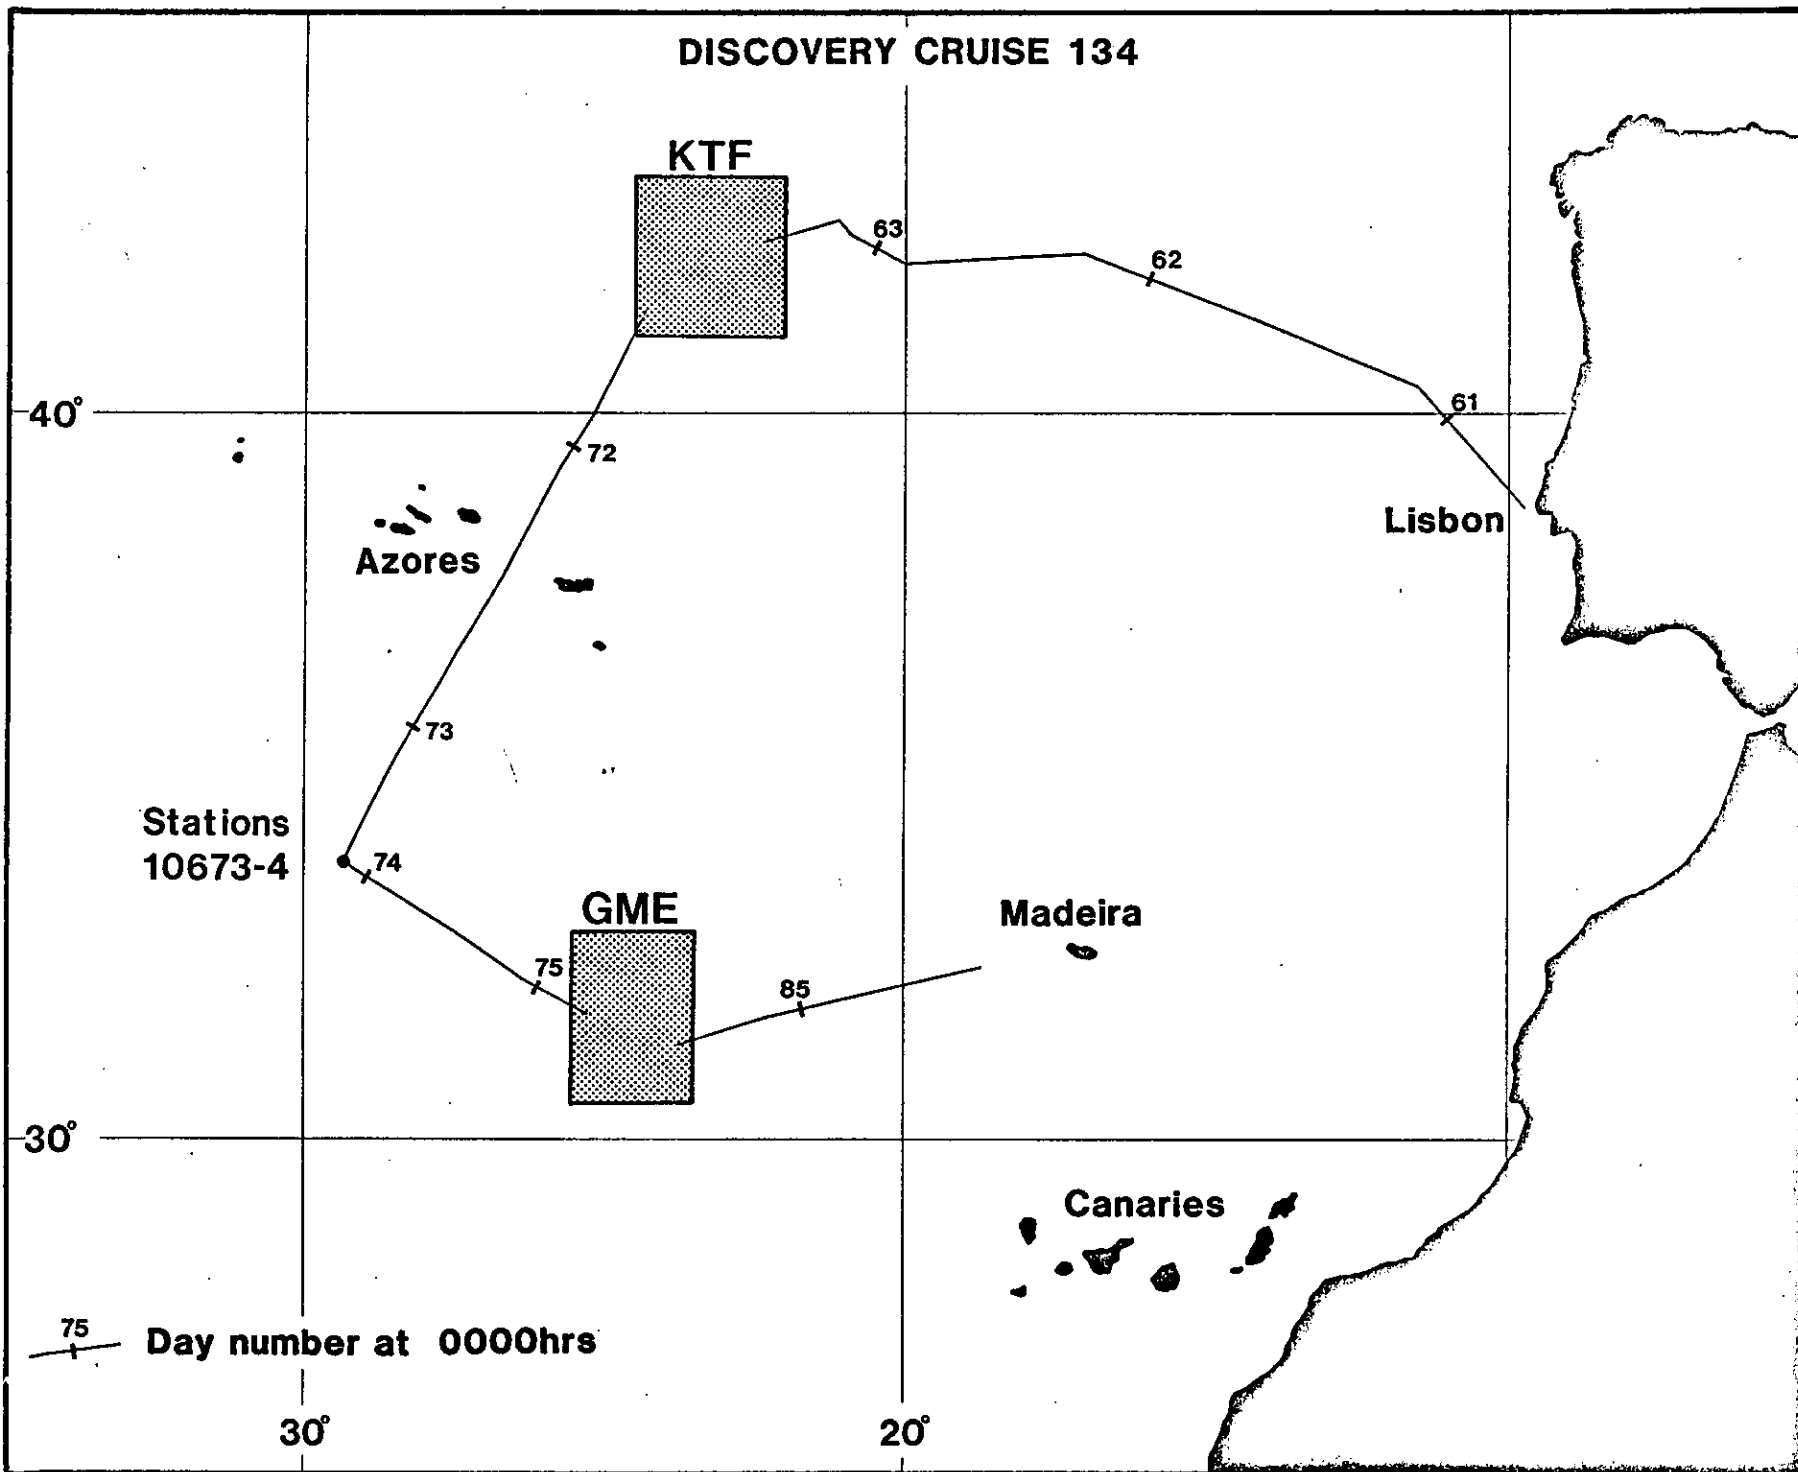 DISCOVERY CRUISE 134
KTF
63
62
40°
61
72
Lisbon
Azores
73
Stations
10673-4
74
GME
Madeira
75
85
30°
Canaries
75
Day number at 0000hrs
30°
20°